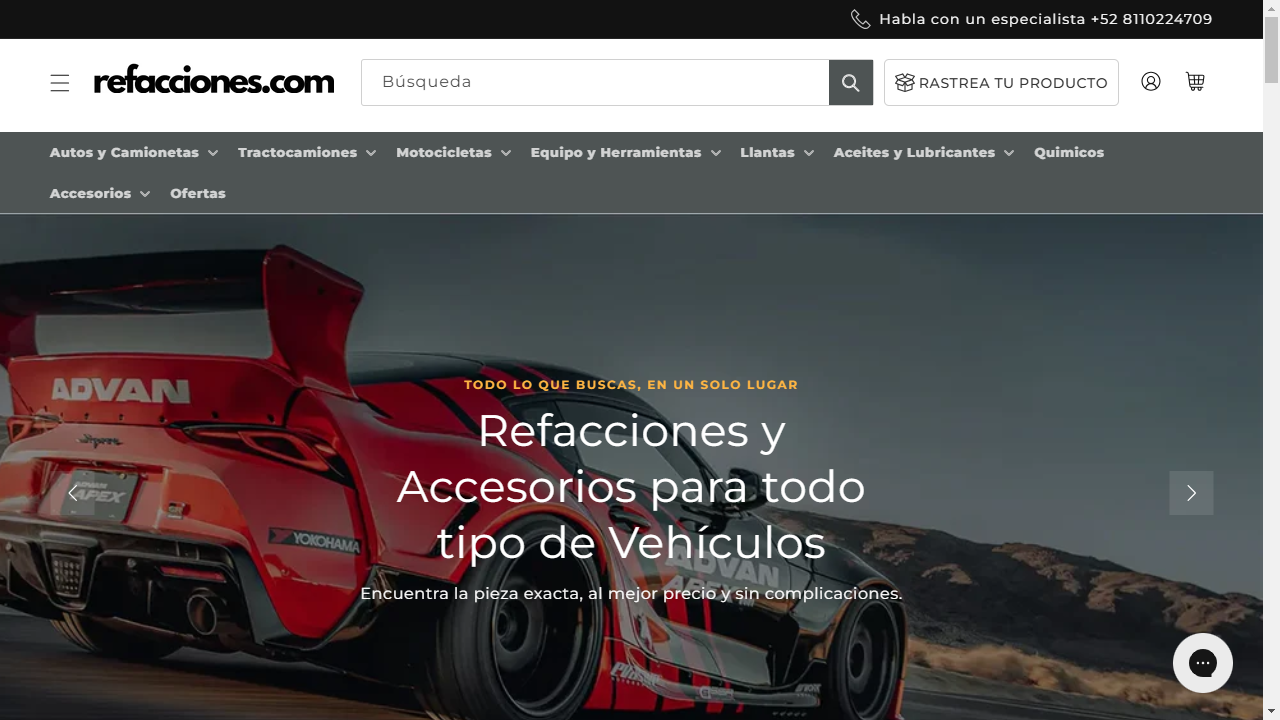 Habla con un especialista +52 8110224709
refacciones.com
Búsqueda
RASTREA TU PRODUCTO
Autos y Camionetas Tractocamiones Motocicletas Equipo y Herramientas Llantas Aceites y Lubricantes Quimicos
Accesorios Ofertas
ADVAN
TODO LO QUE BUSCAS, EN UN SOLO LUGAR
Refacciones y
Accesorios para todo
tipo de Vehículos
Encuentra la pieza exacta, al mejor precio y sin complicaciones.
APEX
YOKOHAMA
ADVAN
APEX